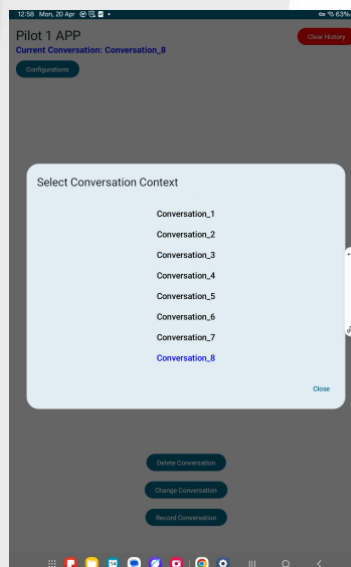 12:58 Mon, 20 Apr
63%
Pilot 1 APP
Clear History
Current Conversation: Conversation_8
Configurations
Select Conversation Context
Conversation_1
Conversation_2
Conversation_3
Conversation_4
Conversation_5
Conversation_6
Conversation_7
Conversation_8
Close
Delete Conversation
Change Conversation
Record Conversation